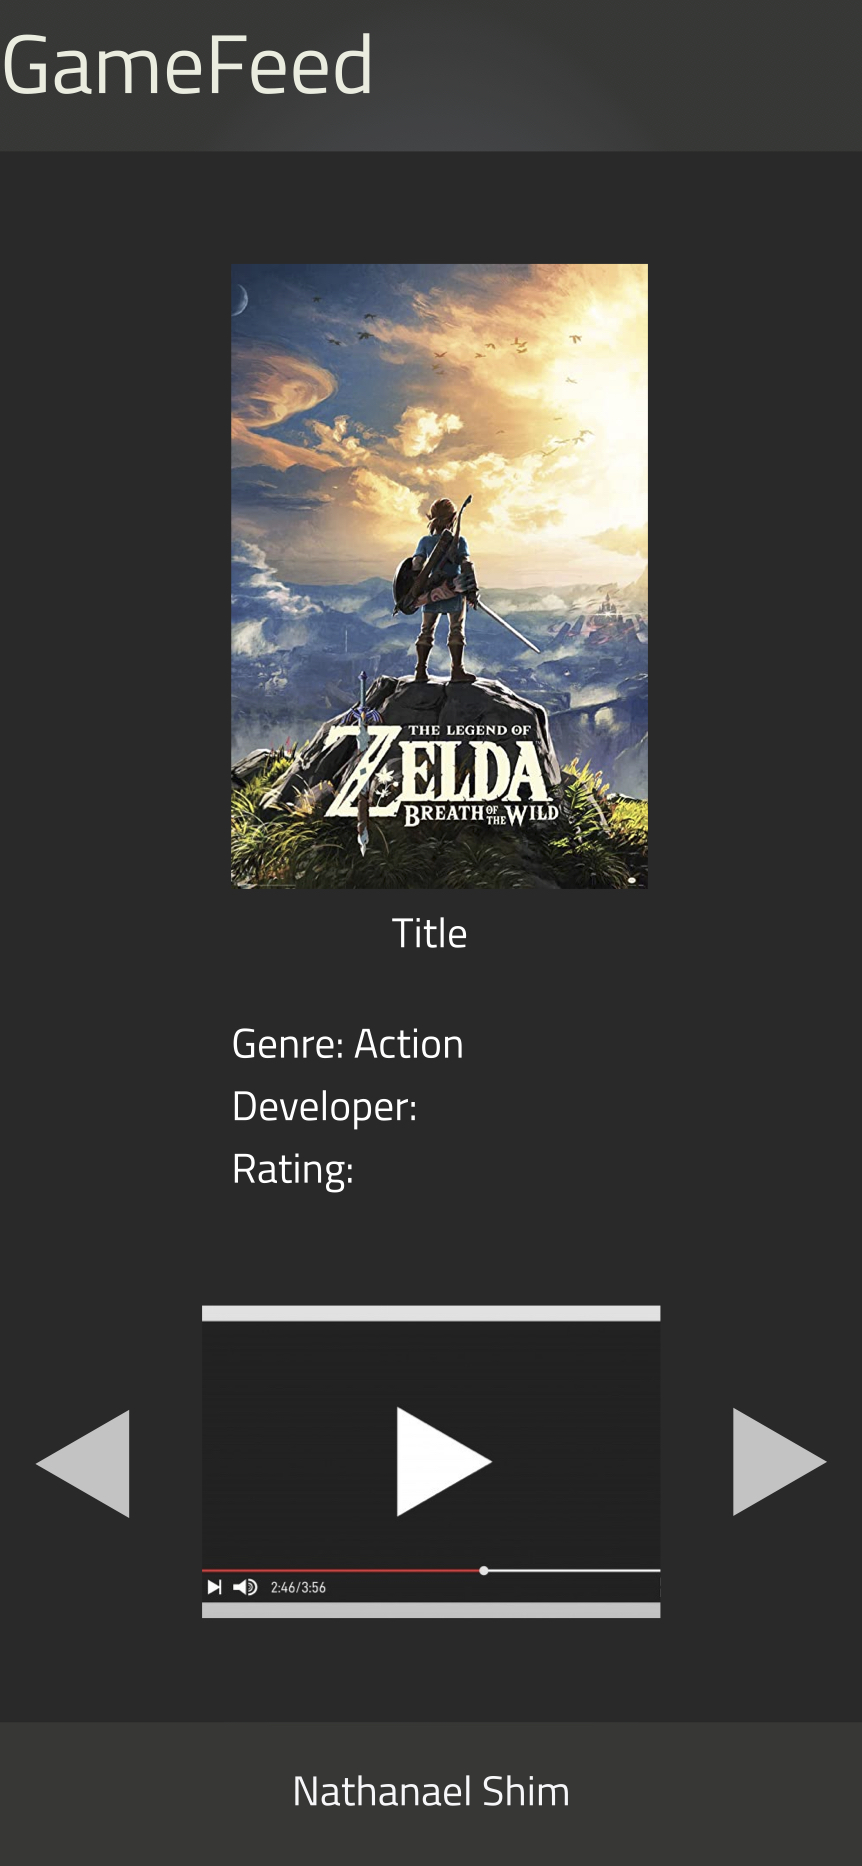 GameFeed
THE LEGEND OF
ZELDA
BREATH OF THE WILD
Title
Genre: Action
Developer:
Rating:
2:46/3:56
Nathanael Shim